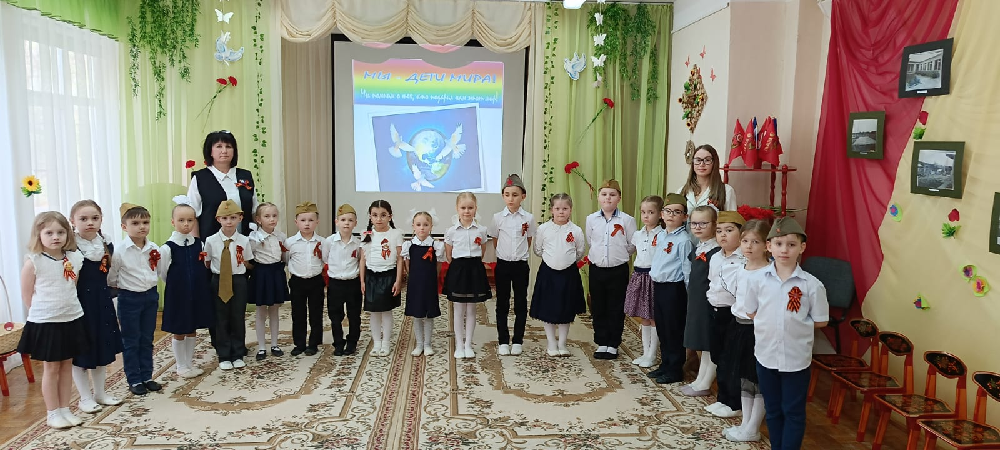 МЫ - ДЕТИ МИРА!
Мы помним о тех, кто подарил нам этот мир!